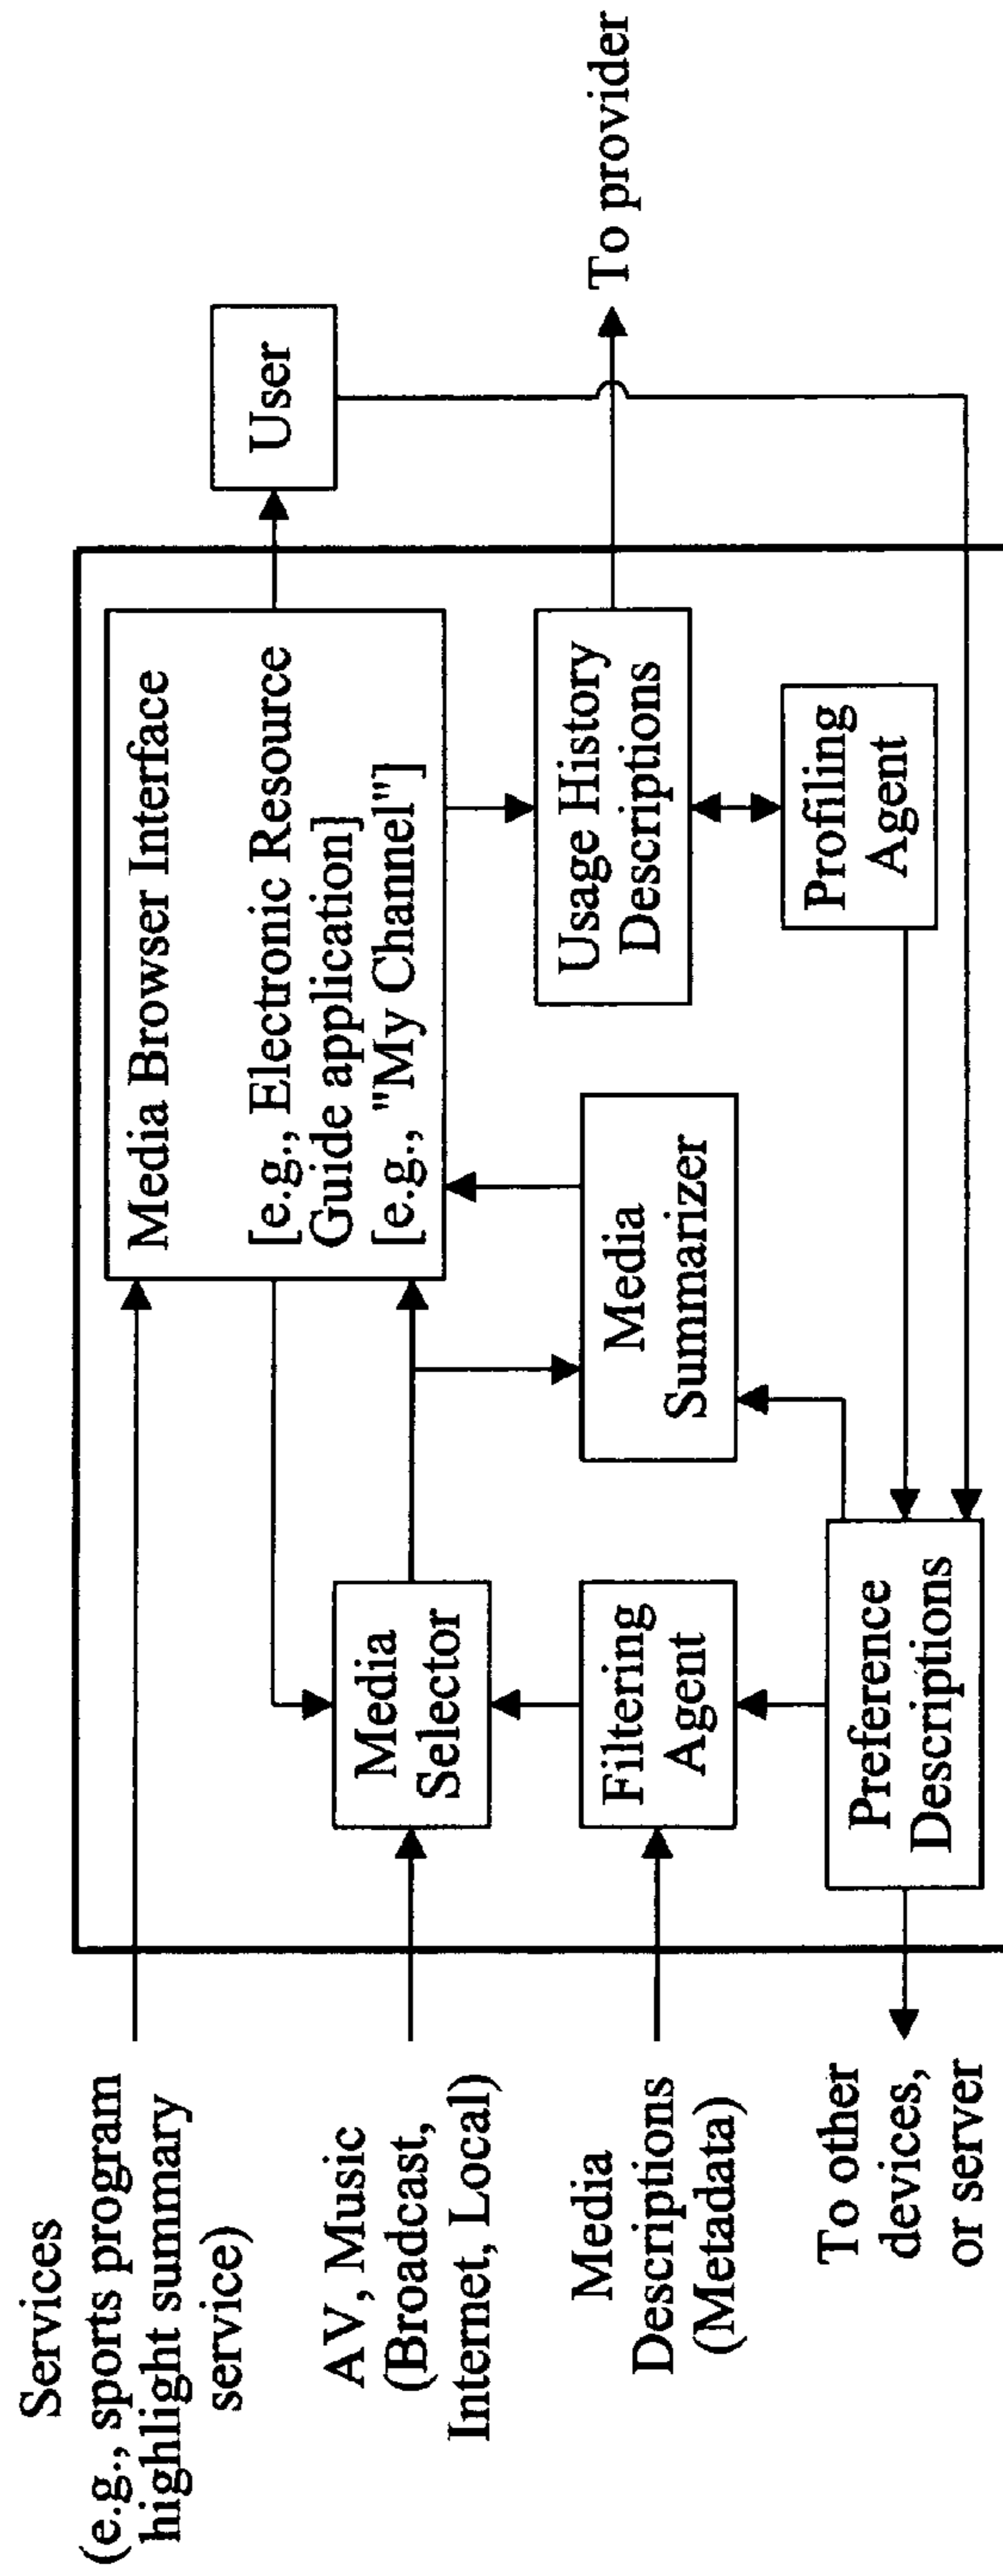 Services
(e.g., sports program
highlight summary
service)
AV, Music
(Broadcast,
Internet, Local)
Media
Descriptions
(Metadata)
To other
devices,
or server
Media Browser Interface
[e.g., Electronic Resource
Guide application]
[e.g., "My Channel"]
Media
Selector
Filtering
Agent
Preference
Descriptions
Media
Summarizer
Usage History
Descriptions
Profiling
Agent
User
To provider